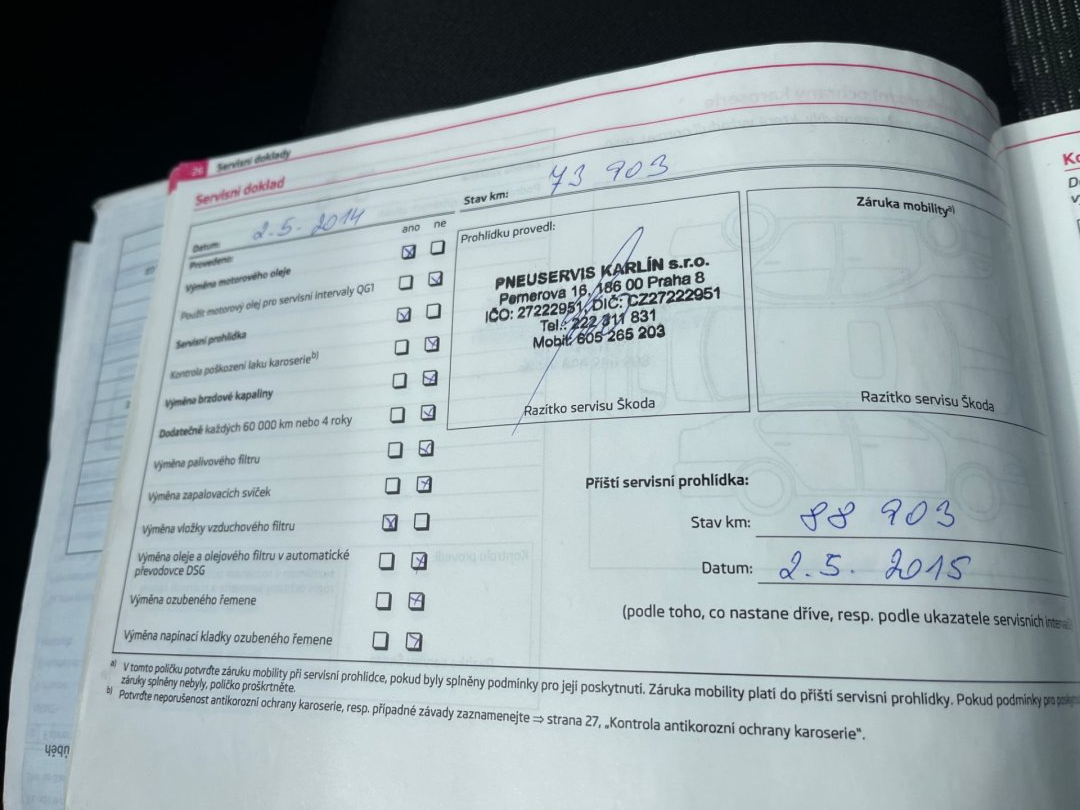 26 Servisní doklady
Servisní doklad
Datum: 2.5. 2014
Stav km: 73 903
Provedeno: ano ne
Výměna motorového oleje
Použit motorový olej pro servisní intervaly QG1
Servisní prohlídka
Kontrola poškození laku karoserie b)
Výměna brzdové kapaliny
Dodatečně každých 60 000 km nebo 4 roky
Výměna palivového filtru
Výměna zapalovacích svíček
Výměna vložky vzduchového filtru
Výměna oleje a olejového filtru v automatické
převodovce DSG
Výměna ozubeného řemene
Výměna napínací kladky ozubeného řemene
Prohlídku provedl:
PNEUSERVIS KARLÍN s.r.o.
Pernerova 16, 186 00 Praha 8
IČO: 27222951, DIČ: CZ27222951
Tel.: 222 311 831
Mobil: 605 265 203
Razítko servisu Škoda
Záruka mobility a)
Razítko servisu Škoda
Příští servisní prohlídka:
Stav km: 88 903
Datum: 2.5. 2015
(podle toho, co nastane dříve, resp. podle ukazatele servisních
a) V tomto políčku potvrďte záruku mobility při servisní prohlídce, pokud byly splněny podmínky pro její poskytnutí. Záruka mobility platí do příští servisní prohlídky. Pokud podmínky pro
záruky splněny nebyly, políčko proškrtněte.
b) Potvrďte neporušenost antikorozní ochrany karoserie, resp. případné závady zaznamenejte ⇒ strana 27, „Kontrola antikorozní ochrany karoserie“.